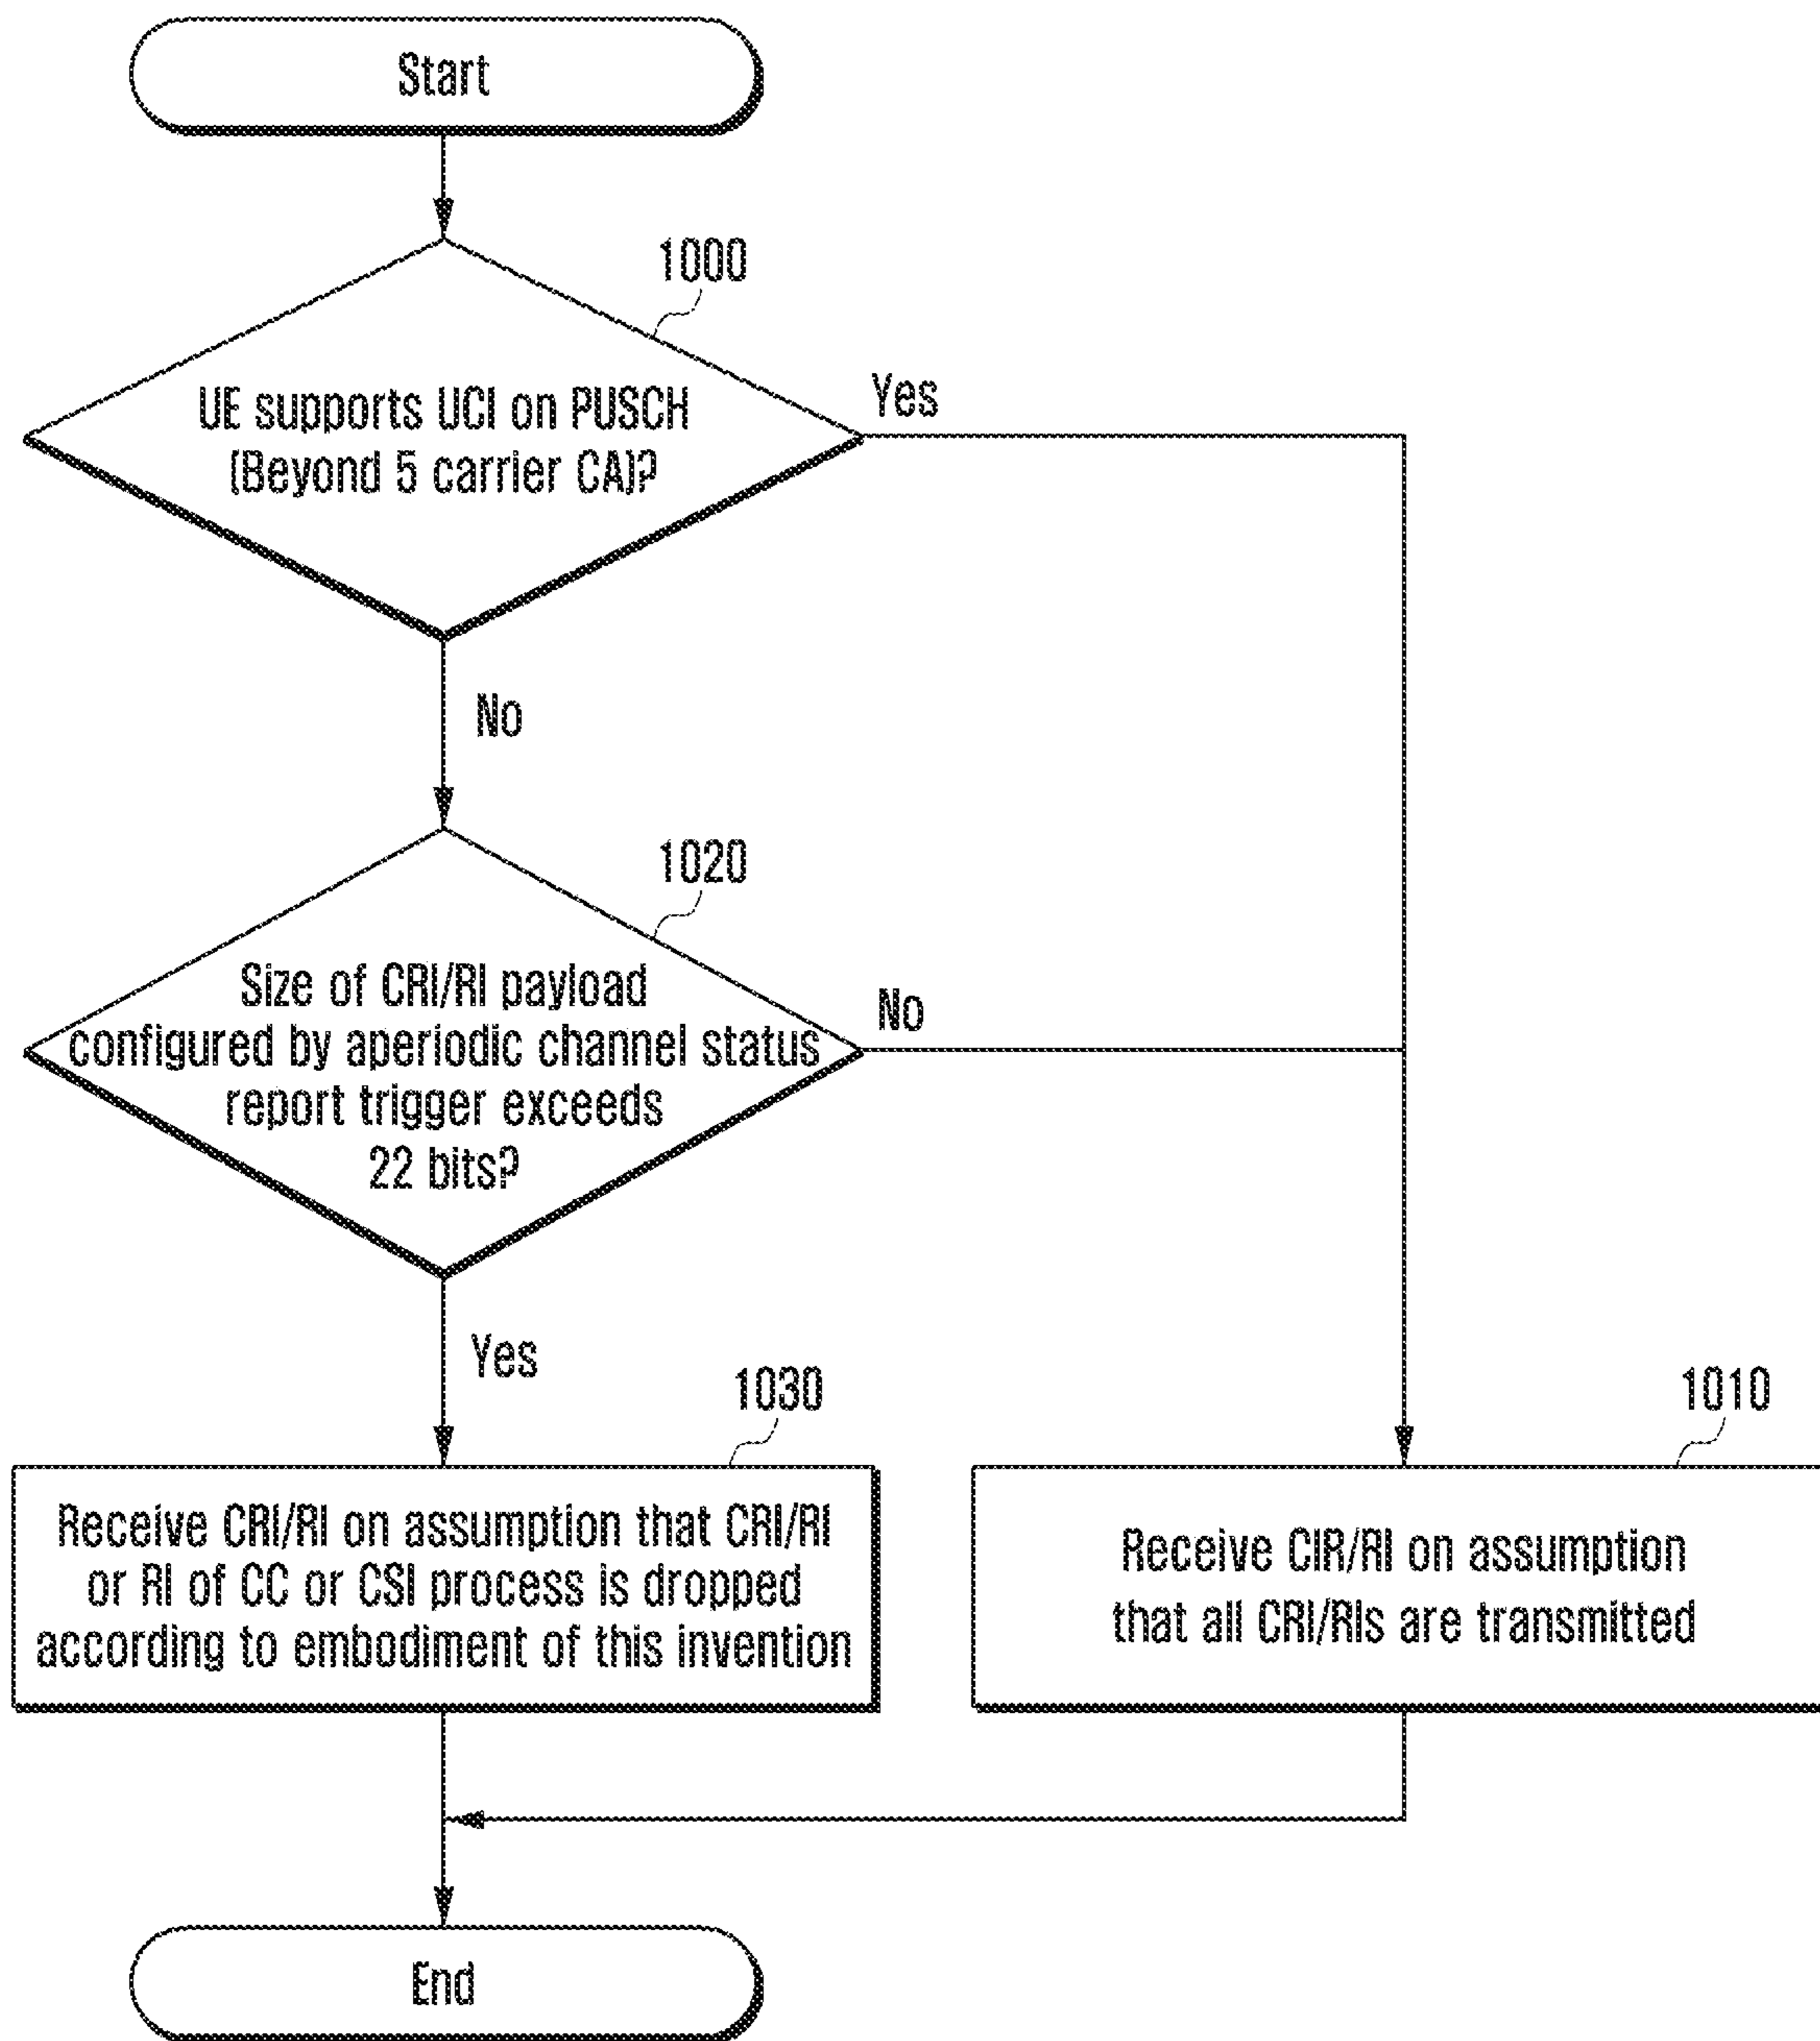 Start
1000
UE supports UCI on PUSCH
(Beyond 5 carrier CA)?
Yes
No
1020
Size of CRI/RI payload
configured by aperiodic channel status
report trigger exceeds
22 bits?
No
Yes
1030
Receive CRI/RI on assumption that CRI/RI
or RI of CC or CSI process is dropped
according to embodiment of this invention
1010
Receive CIR/RI on assumption
that all CRI/RIs are transmitted
End